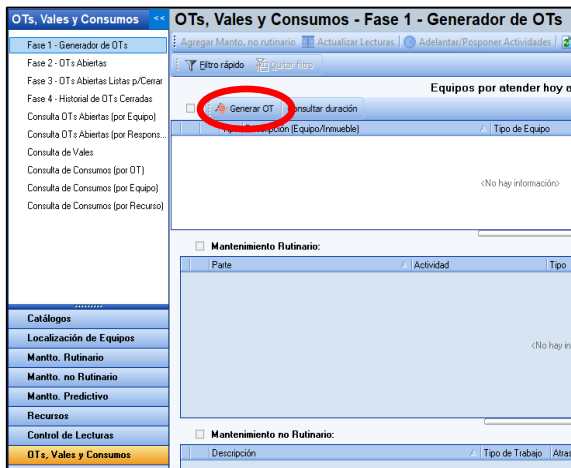 OTs, Vales y Consumos <<
OTs, Vales y Consumos - Fase 1 - Generador de OTs
Agregar Manto. no rutinario Actualizar Lecturas Adelantar/Posponer Actividades
Filtro rápido Quitar filtro
Equipos por atender hoy
Generar OT Consultar duración
Descripción (Equipo/Inmueble) Tipo de Equipo
<No hay información>
Fase 1 - Generador de OTs
Fase 2 - OTs Abiertas
Fase 3 - OTs Abiertas Listas p/Cerrar
Fase 4 - Historial de OTs Cerradas
Consulta OTs Abiertas (por Equipo)
Consulta OTs Abiertas (por Respons...
Consulta de Vales
Consulta de Consumos (por OT)
Consulta de Consumos (por Equipo)
Consulta de Consumos (por Recurso)
Mantenimiento Rutinario:
Parte Actividad Tipo
<No hay in
Catálogos
Localización de Equipos
Mantto. Rutinario
Mantto. no Rutinario
Mantto. Predictivo
Recursos
Control de Lecturas
OTs, Vales y Consumos
Mantenimiento no Rutinario:
Descripción Tipo de Trabajo Atras